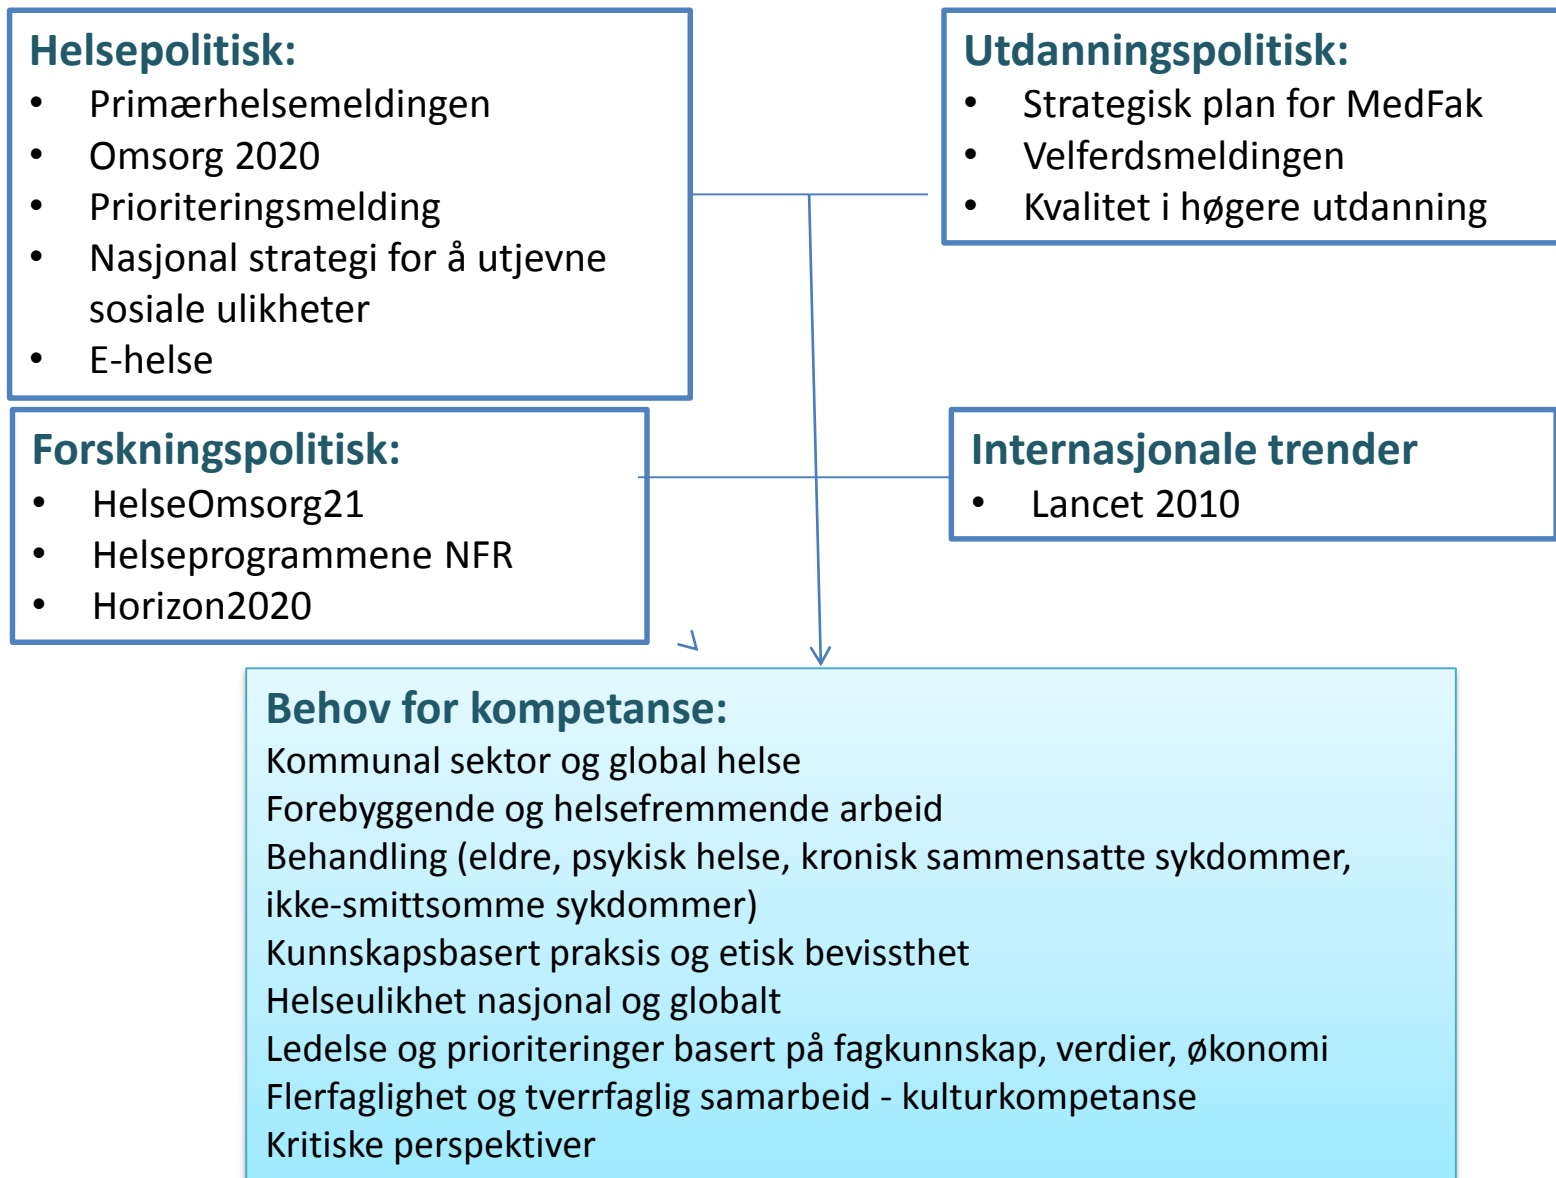 Helsepolitisk:
• Primærhelsemeldingen
• Omsorg 2020
• Prioriteringsmelding
• Nasjonal strategi for å utjevne
sosiale ulikheter
• E-helse
Utdanningspolitisk:
• Strategisk plan for MedFak
• Velferdsmeldingen
• Kvalitet i høgere utdanning
Forskningspolitisk:
• HelseOmsorg21
• Helseprogrammene NFR
• Horizon2020
Internasjonale trender
• Lancet 2010
Behov for kompetanse:
Kommunal sektor og global helse
Forebyggende og helsefremmende arbeid
Behandling (eldre, psykisk helse, kronisk sammensatte sykdommer,
ikke-smittsomme sykdommer)
Kunnskapsbasert praksis og etisk bevissthet
Helseulikhet nasjonal og globalt
Ledelse og prioriteringer basert på fagkunnskap, verdier, økonomi
Flerfaglighet og tverrfaglig samarbeid - kulturkompetanse
Kritiske perspektiver